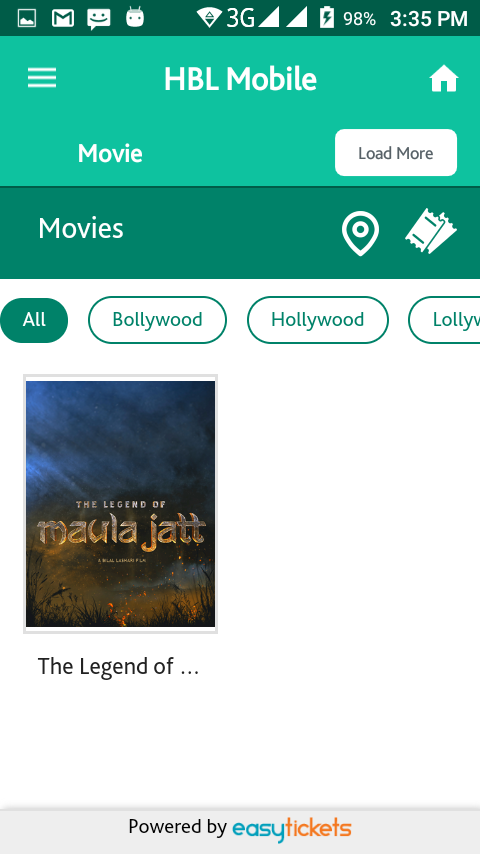 3G 98% 3:35 PM
HBL Mobile
Movie Load More
Movies
All Bollywood Hollywood Lollyw
THE LEGEND OF
maula jatt
A BILAL LASHARI FILM
The Legend of ...
Powered by easytickets